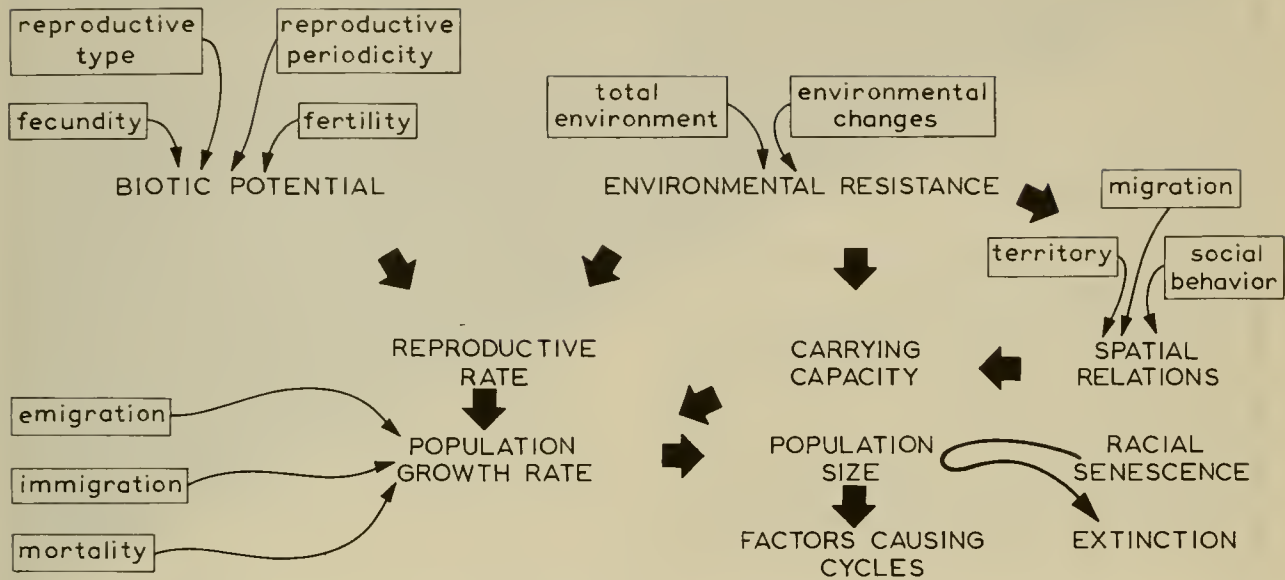 reproductive
type
reproductive
periodicity
fecundity
fertility
BIOTIC POTENTIAL
total
environment
environmental
changes
ENVIRONMENTAL RESISTANCE
migration
territory
social
behavior
REPRODUCTIVE
RATE
CARRYING
CAPACITY
SPATIAL
RELATIONS
emigration
immigration
mortality
POPULATION
GROWTH RATE
POPULATION
SIZE
RACIAL
SENESCENCE
FACTORS CAUSING
CYCLES
EXTINCTION